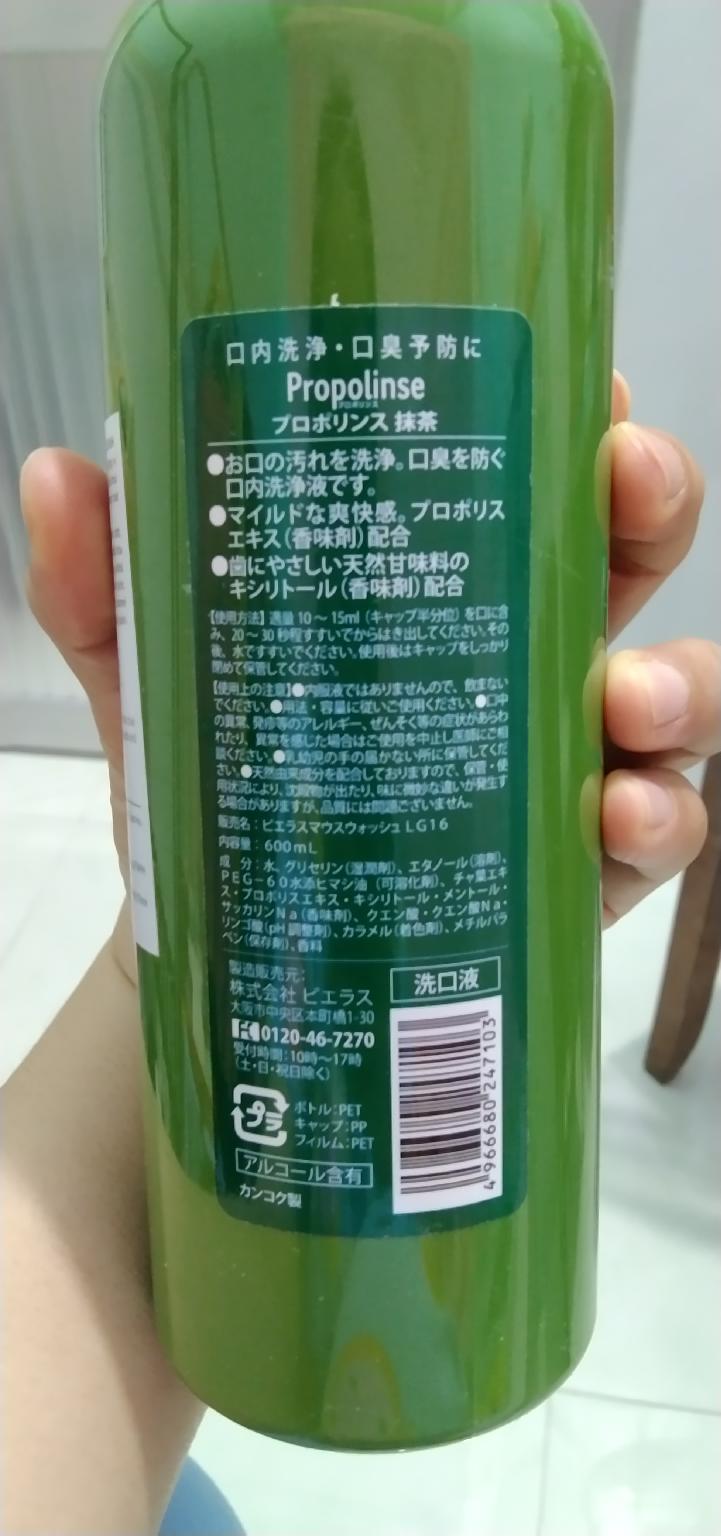 口内洗浄・口臭予防に
Propolinse
プロポリンス
プロポリンス 抹茶
●お口の汚れを洗浄。口臭を防ぐ
口内洗浄液です。
●マイルドな爽快感。プロポリス
エキス(香味剤)配合
●歯にやさしい天然甘味料の
キシリトール(香味剤)配合
【使用方法】適量10〜15ml(キャップ半分位)を口に含
み、20〜30秒程すすいでからはき出してください。その
後、水ですすいでください。使用後はキャップをしっかり
閉めて保管してください。
【使用上の注意】●内服液ではありませんので、飲まない
でください。●用法・容量に従いご使用ください。●口中
の異常、発疹等のアレルギー、ぜんそく等の症状があらわ
れたり、異常を感じた場合はご使用を中止し医師にご相
談ください。●乳幼児の手の届かない所に保管してくだ
さい。●天然由来成分を配合しておりますので、保管・使
用状況により、沈殿物が出たり、味に微妙な違いが発生す
る場合がありますが、品質には問題ございません。
販売名:ピエラスマウスウォッシュLG16
内容量:600mL
成 分:水、グリセリン(湿潤剤)、エタノール(溶剤)、
PEG-60水添ヒマシ油(可溶化剤)、チャ葉エキ
ス・プロポリスエキス・キシリトール・メントール・
サッカリンNa(香味剤)、クエン酸・クエン酸Na・
リンゴ酸(pH調整剤)、カラメル(着色剤)、メチルパラ
ベン(保存剤)、香料
製造販売元:
株式会社 ピエラス
大阪市中央区本町橋1-30
0120-46-7270
受付時間:10時〜17時
(土・日・祝日除く)
プラ
ボトル:PET
キャップ:PP
フィルム:PET
アルコール含有
カンコク製
洗口液
4966680247103